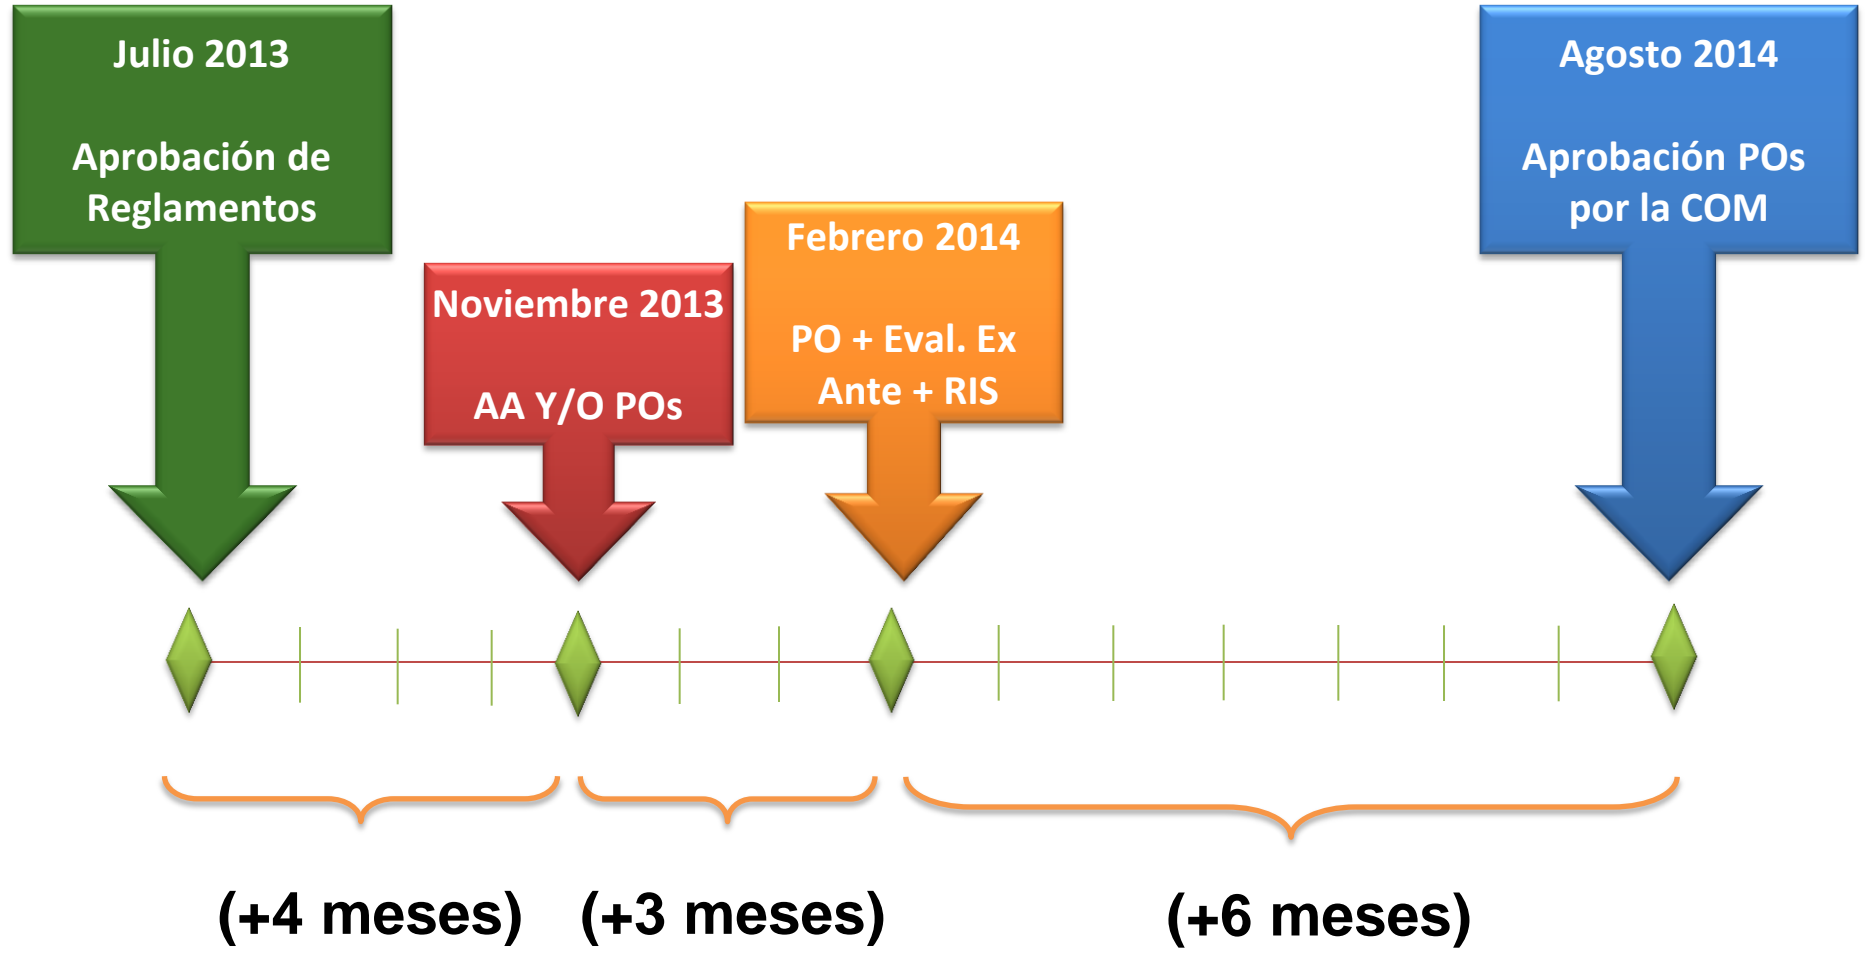 Julio 2013
Aprobación de
Reglamentos
Noviembre 2013
AA Y/O POs
Febrero 2014
PO + Eval. Ex
Ante + RIS
Agosto 2014
Aprobación POs
por la COM
(+4 meses)
(+3 meses)
(+6 meses)